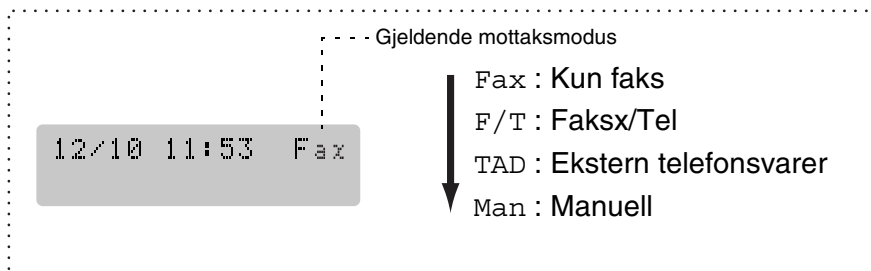 Gjeldende mottaksmodus
12/10 11:53 Fax
Fax : Kun faks
F/T : Faksx/Tel
TAD : Ekstern telefonsvarer
Man : Manuell